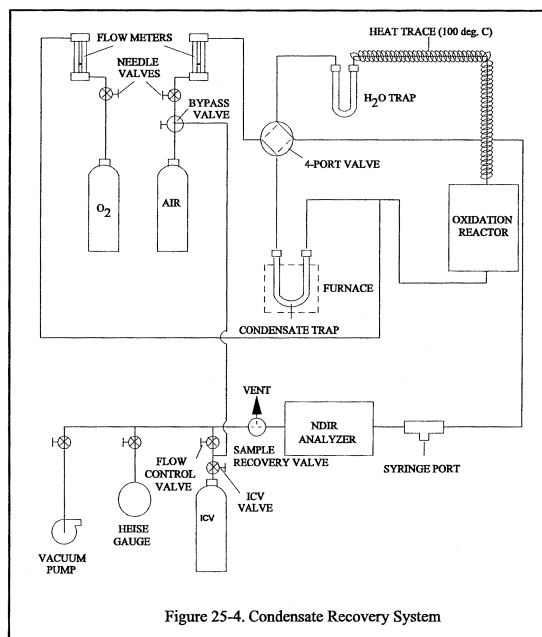 HEAT TRACE (100 deg. C)
FLOW METERS
NEEDLE
VALVES
H2O TRAP
BYPASS
VALVE
4-PORT VALVE
O2
AIR
OXIDATION
REACTOR
FURNACE
CONDENSATE TRAP
VENT
NDIR
ANALYZER
SAMPLE
RECOVERY VALVE
SYRINGE PORT
FLOW
CONTROL
VALVE
ICV
VALVE
ICV
HEISE
GAUGE
VACUUM
PUMP
Figure 25-4. Condensate Recovery System